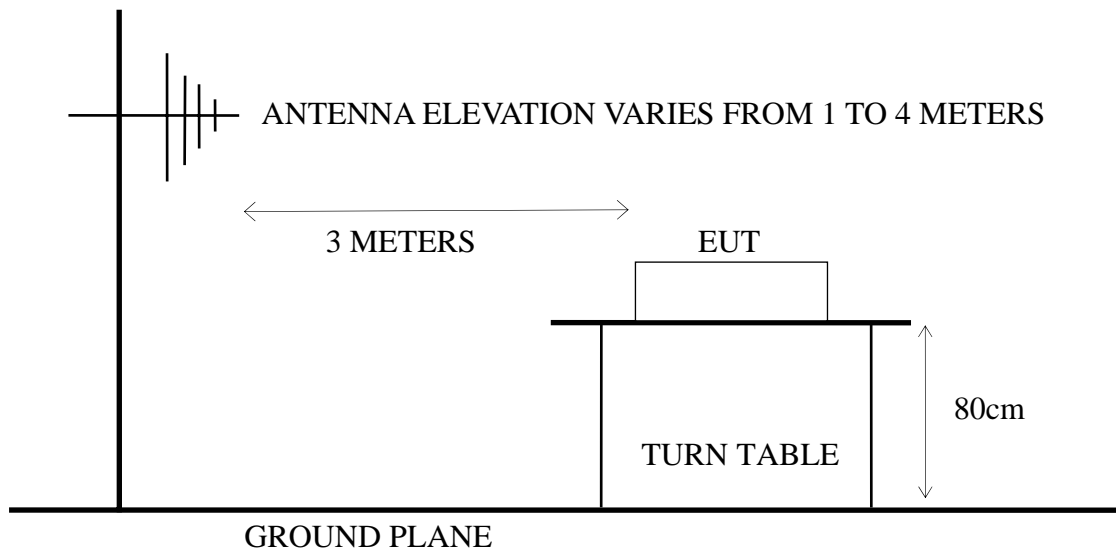 ANTENNA ELEVATION VARIES FROM 1 TO 4 METERS
3 METERS
EUT
80cm
TURN TABLE
GROUND PLANE